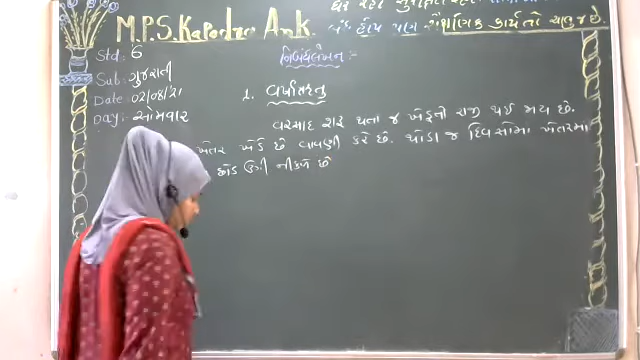 M.P.S. Kapodra Ank.
શૈક્ષણિક કાર્ય તો ચાલુ જ છે.
Std: 6
નિબંધલેખન :-
Sub: ગુજરાતી
Date 02/08/21
1. વર્ષાઋતુ
Day: સોમવાર
વરસાદ શરૂ થતા જ ખેડૂતો રાજી થઈ જાય છે.
ખેતર ખેડે છે વાવણી કરે છે. થોડા જ દિવસોમાં ખેતરમાં
છોડ ઉગી નીકળે છે